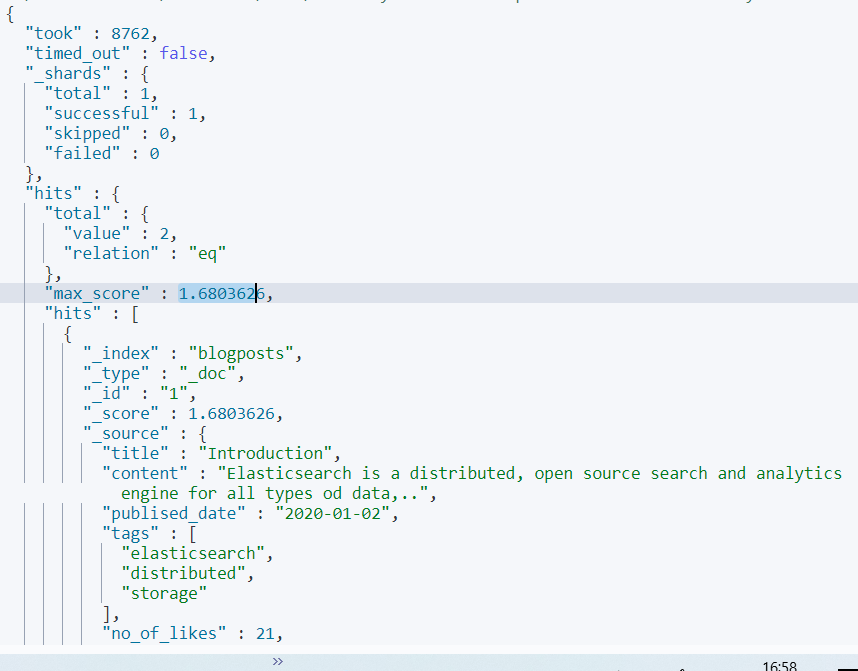 {
"took" : 8762,
"timed_out" : false,
"_shards" : {
"total" : 1,
"successful" : 1,
"skipped" : 0,
"failed" : 0
},
"hits" : {
"total" : {
"value" : 2,
"relation" : "eq"
},
"max_score" : 1.6803626,
"hits" : [
{
"_index" : "blogposts",
"_type" : "_doc",
"_id" : "1",
"_score" : 1.6803626,
"_source" : {
"title" : "Introduction",
"content" : "Elasticsearch is a distributed, open source search and analytics
engine for all types od data,..",
"publised_date" : "2020-01-02",
"tags" : [
"elasticsearch",
"distributed",
"storage"
],
"no_of_likes" : 21,
»
16:58